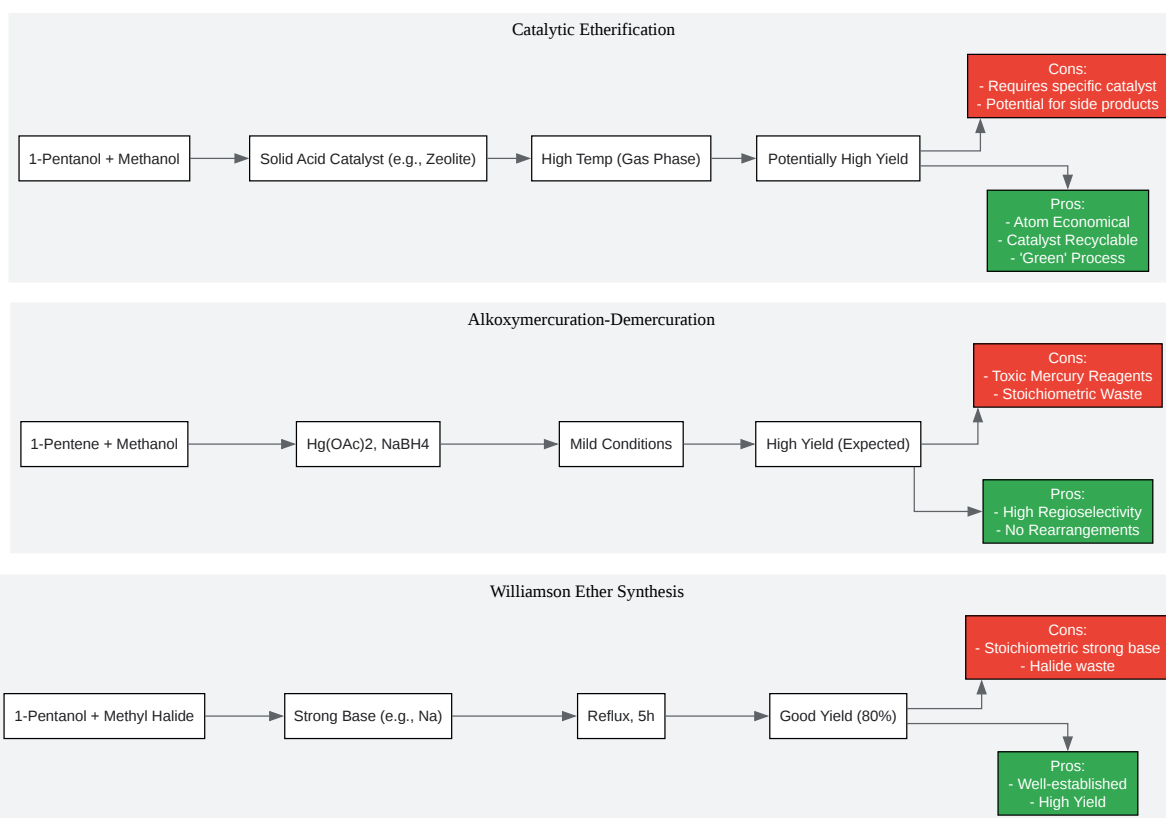 Catalytic Etherification
1-Pentanol + Methanol
Solid Acid Catalyst (e.g., Zeolite)
High Temp (Gas Phase)
Potentially High Yield
Cons:
- Requires specific catalyst
- Potential for side products
Pros:
- Atom Economical
- Catalyst Recyclable
- 'Green' Process
Alkoxymercuration-Demercuration
1-Pentene + Methanol
Hg(OAc)2, NaBH4
Mild Conditions
High Yield (Expected)
Cons:
- Toxic Mercury Reagents
- Stoichiometric Waste
Pros:
- High Regioselectivity
- No Rearrangements
Williamson Ether Synthesis
1-Pentanol + Methyl Halide
Strong Base (e.g., Na)
Reflux, 5h
Good Yield (80%)
Cons:
- Stoichiometric strong base
- Halide waste
Pros:
- Well-established
- High Yield